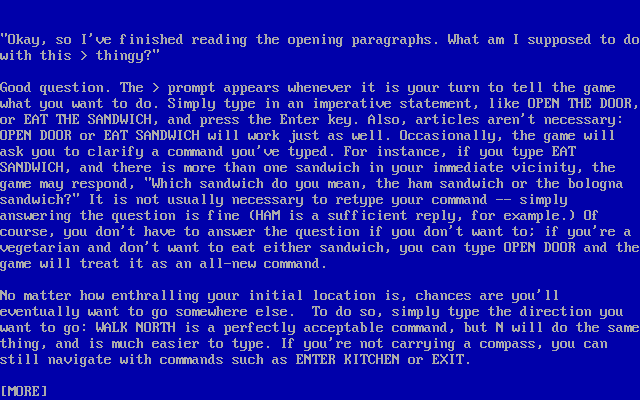 "Okay, so I've finished reading the opening paragraphs. What am I supposed to do
with this > thingy?"
Good question. The > prompt appears whenever it is your turn to tell the game
what you want to do. Simply type in an imperative statement, like OPEN THE DOOR,
or EAT THE SANDWICH, and press the Enter key. Also, articles aren't necessary:
OPEN DOOR or EAT SANDWICH will work just as well. Occasionally, the game will
ask you to clarify a command you've typed. For instance, if you type EAT
SANDWICH, and there is more than one sandwich in your immediate vicinity, the
game may respond, "Which sandwich do you mean, the ham sandwich or the bologna
sandwich?" It is not usually necessary to retype your command -- simply
answering the question is fine (HAM is a sufficient reply, for example.) Of
course, you don't have to answer the question if you don't want to; if you're a
vegetarian and don't want to eat either sandwich, you can type OPEN DOOR and the
game will treat it as an all-new command.
No matter how enthralling your initial location is, chances are you'll
eventually want to go somewhere else.  To do so, simply type the direction you
want to go: WALK NORTH is a perfectly acceptable command, but N will do the same
thing, and is much easier to type. If you're not carrying a compass, you can
still navigate with commands such as ENTER KITCHEN or EXIT.
[MORE]